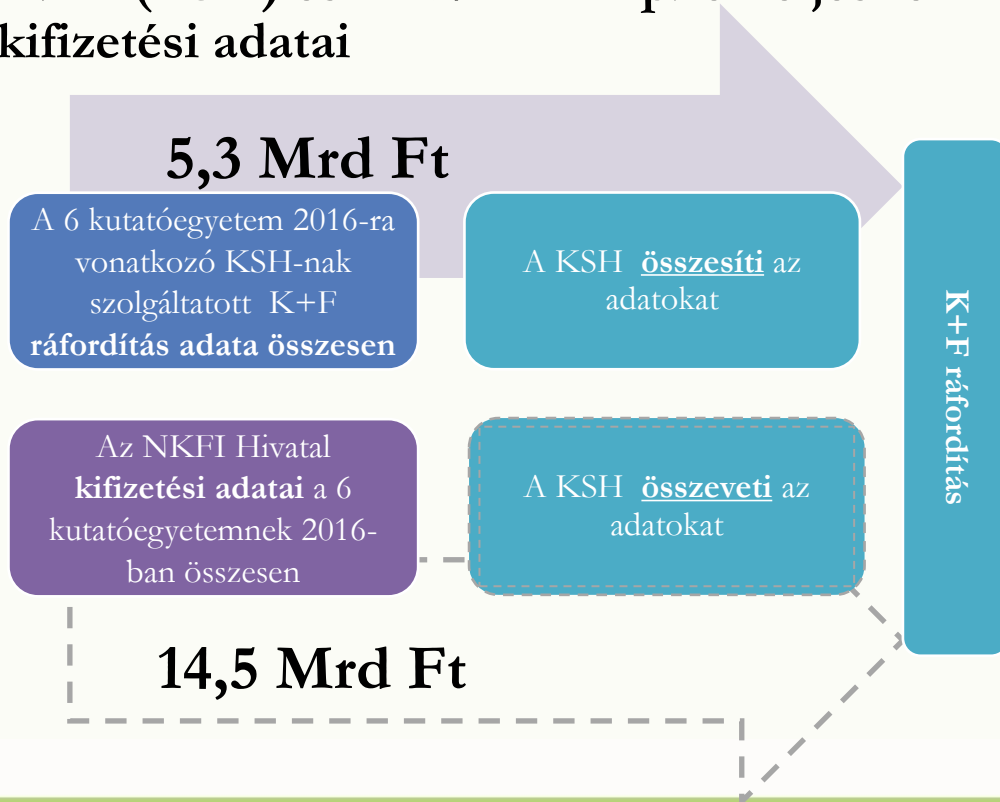 kifizetési adatai
5,3 Mrd Ft
A 6 kutatóegyetem 2016-ra
vonatkozó KSH-nak
szolgáltatott K+F
ráfordítás adata összesen
A KSH összesíti az
adatokat
Az NKFI Hivatal
kifizetési adatai a 6
kutatóegyetemnek 2016-
ban összesen
A KSH összeveti az
adatokat
14,5 Mrd Ft
K+F ráfordítás